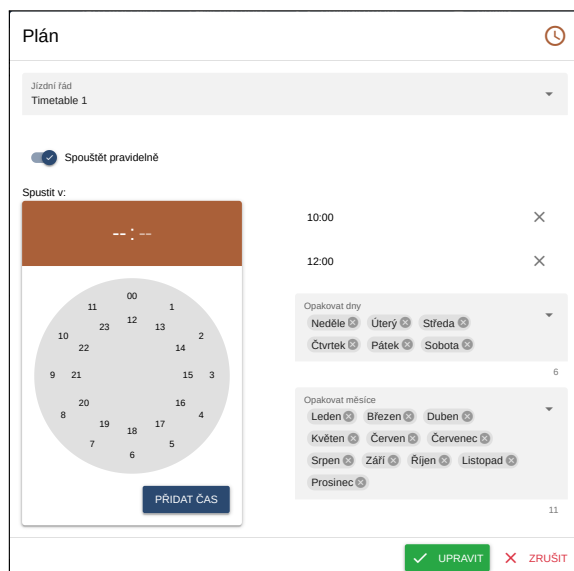 Plán
Jízdní řád
Timetable 1
Spouštět pravidelně
Spustit v:
--:--
00
11 1
12
23 13
10 2
22 14
9 21 15 3
20 16
8 4
19 17
18
7 5
6
PŘIDAT ČAS
10:00
12:00
Opakovat dny
Neděle Úterý Středa
Čtvrtek Pátek Sobota
6
Opakovat měsíce
Leden Březen Duben
Květen Červen Červenec
Srpen Září Říjen Listopad
Prosinec
11
UPRAVIT ZRUŠIT